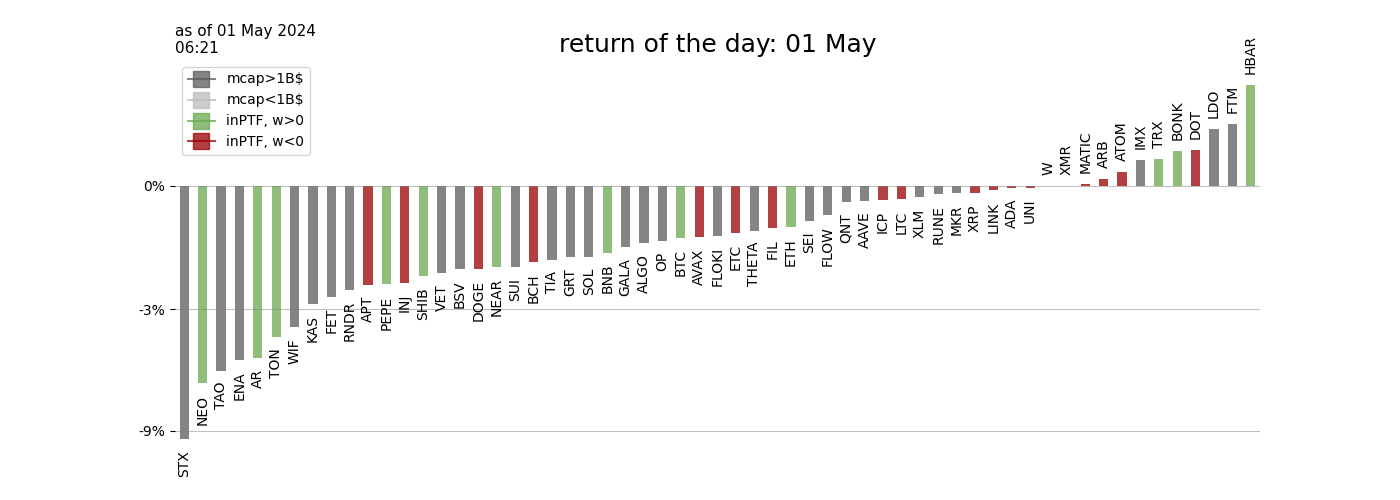 as of 01 May 2024
06:21
return of the day: 01 May
mcap>1B$
mcap<1B$
inPTF, w>0
inPTF, w<0
0%
-3%
-9%
STX
NEO
TAO
ENA
AR
TON
WIF
KAS
FET
RNDR
APT
PEPE
INJ
SHIB
VET
BSV
DOGE
NEAR
SUI
BCH
TIA
GRT
SOL
BNB
GALA
ALGO
OP
BTC
AVAX
FLOKI
ETC
THETA
FIL
ETH
SEI
FLOW
QNT
AAVE
ICP
LTC
XLM
RUNE
MKR
XRP
LINK
ADA
UNI
W
XMR
MATIC
ARB
ATOM
IMX
TRX
BONK
DOT
LDO
FTM
HBAR